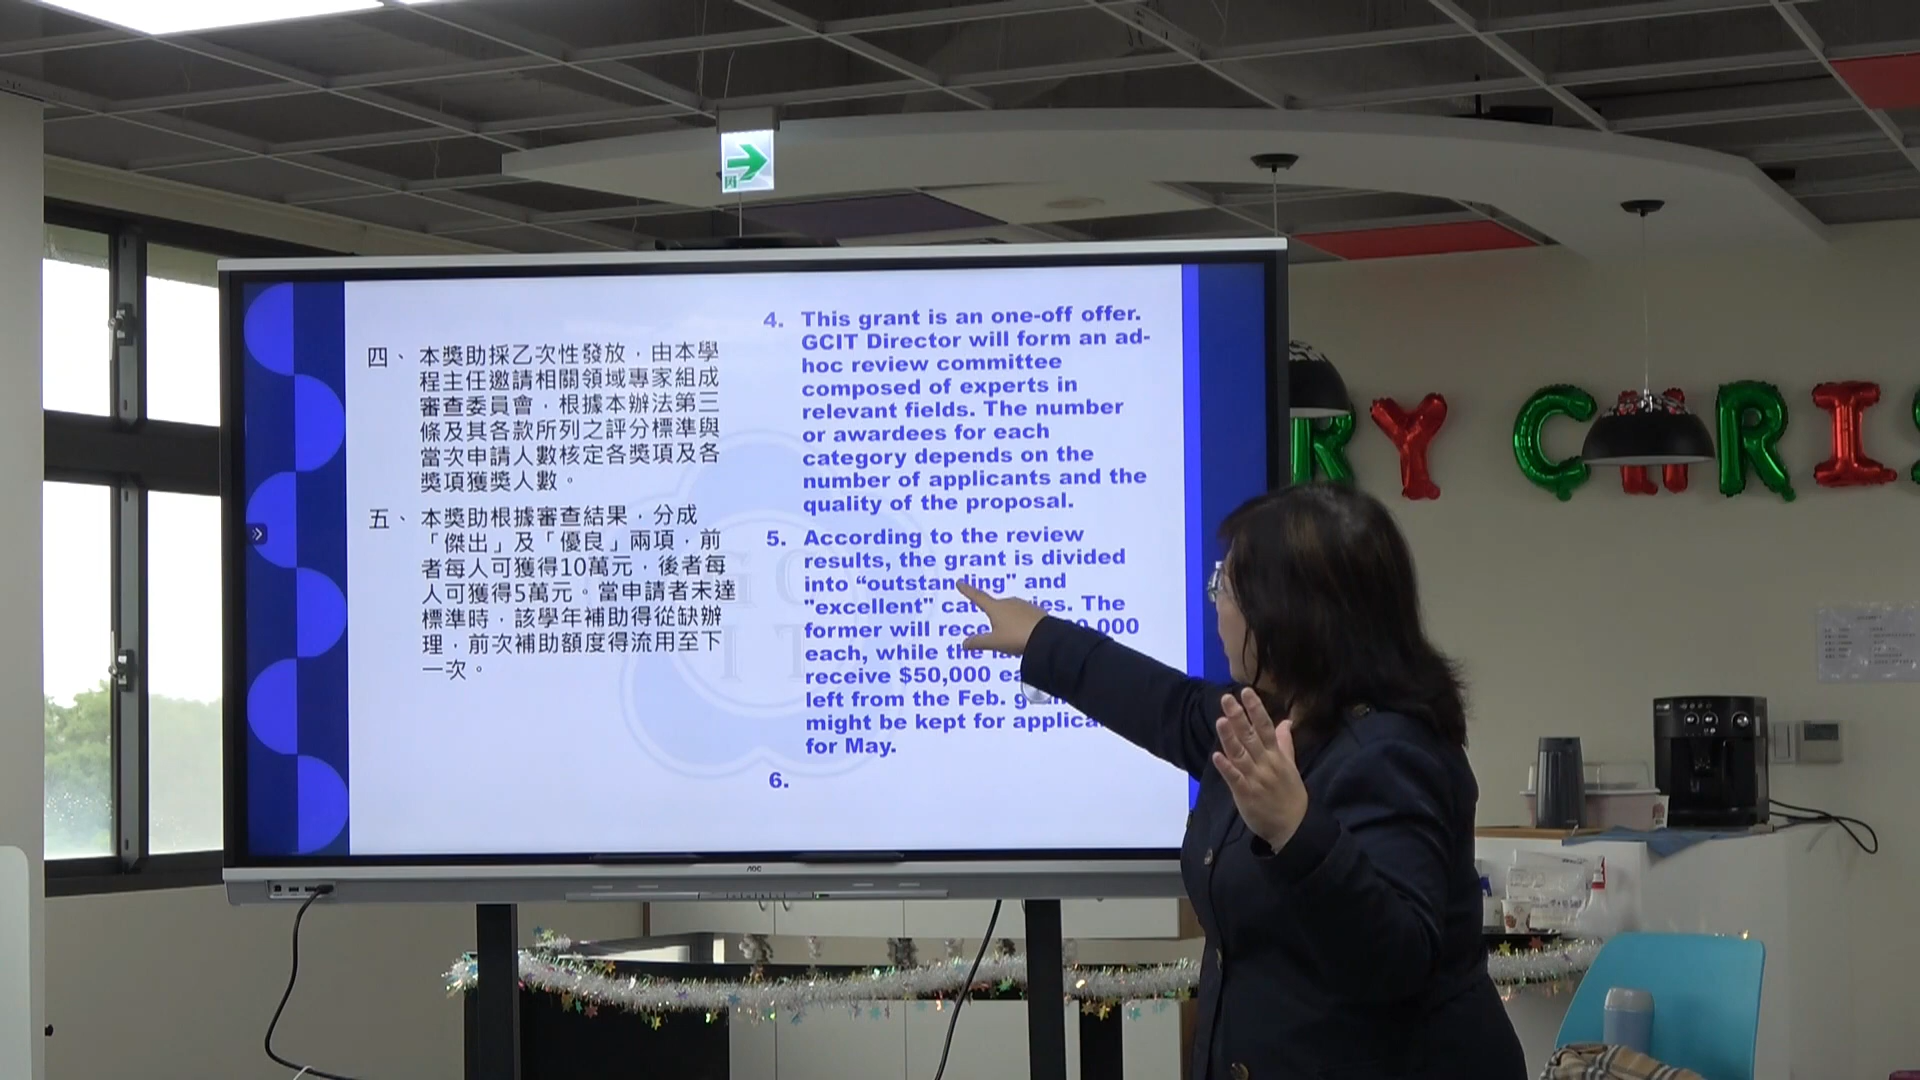 四、本獎助採乙次性發放，由本學
程主任邀請相關領域專家組成
審查委員會，根據本辦法第三
條及其各款所列之評分標準與
當次申請人數核定各獎項及各
獎項獲獎人數。
五、本獎助根據審查結果，分成
「傑出」及「優良」兩項，前
者每人可獲得10萬元，後者每
人可獲得5萬元。當申請者未達
標準時，該學年補助得從缺辦
理，前次補助額度得流用至下
一次。
4. This grant is an one-off offer.
GCIT Director will form an ad-
hoc review committee
composed of experts in
relevant fields. The number
or awardees for each
category depends on the
number of applicants and the
quality of the proposal.
5. According to the review
results, the grant is divided
into “outstanding" and
"excellent" The
former will
each, while the
receive $50,000
left from the Feb.
might be kept for
for May.
6.
GC
IT
AOC
RY CHRIS